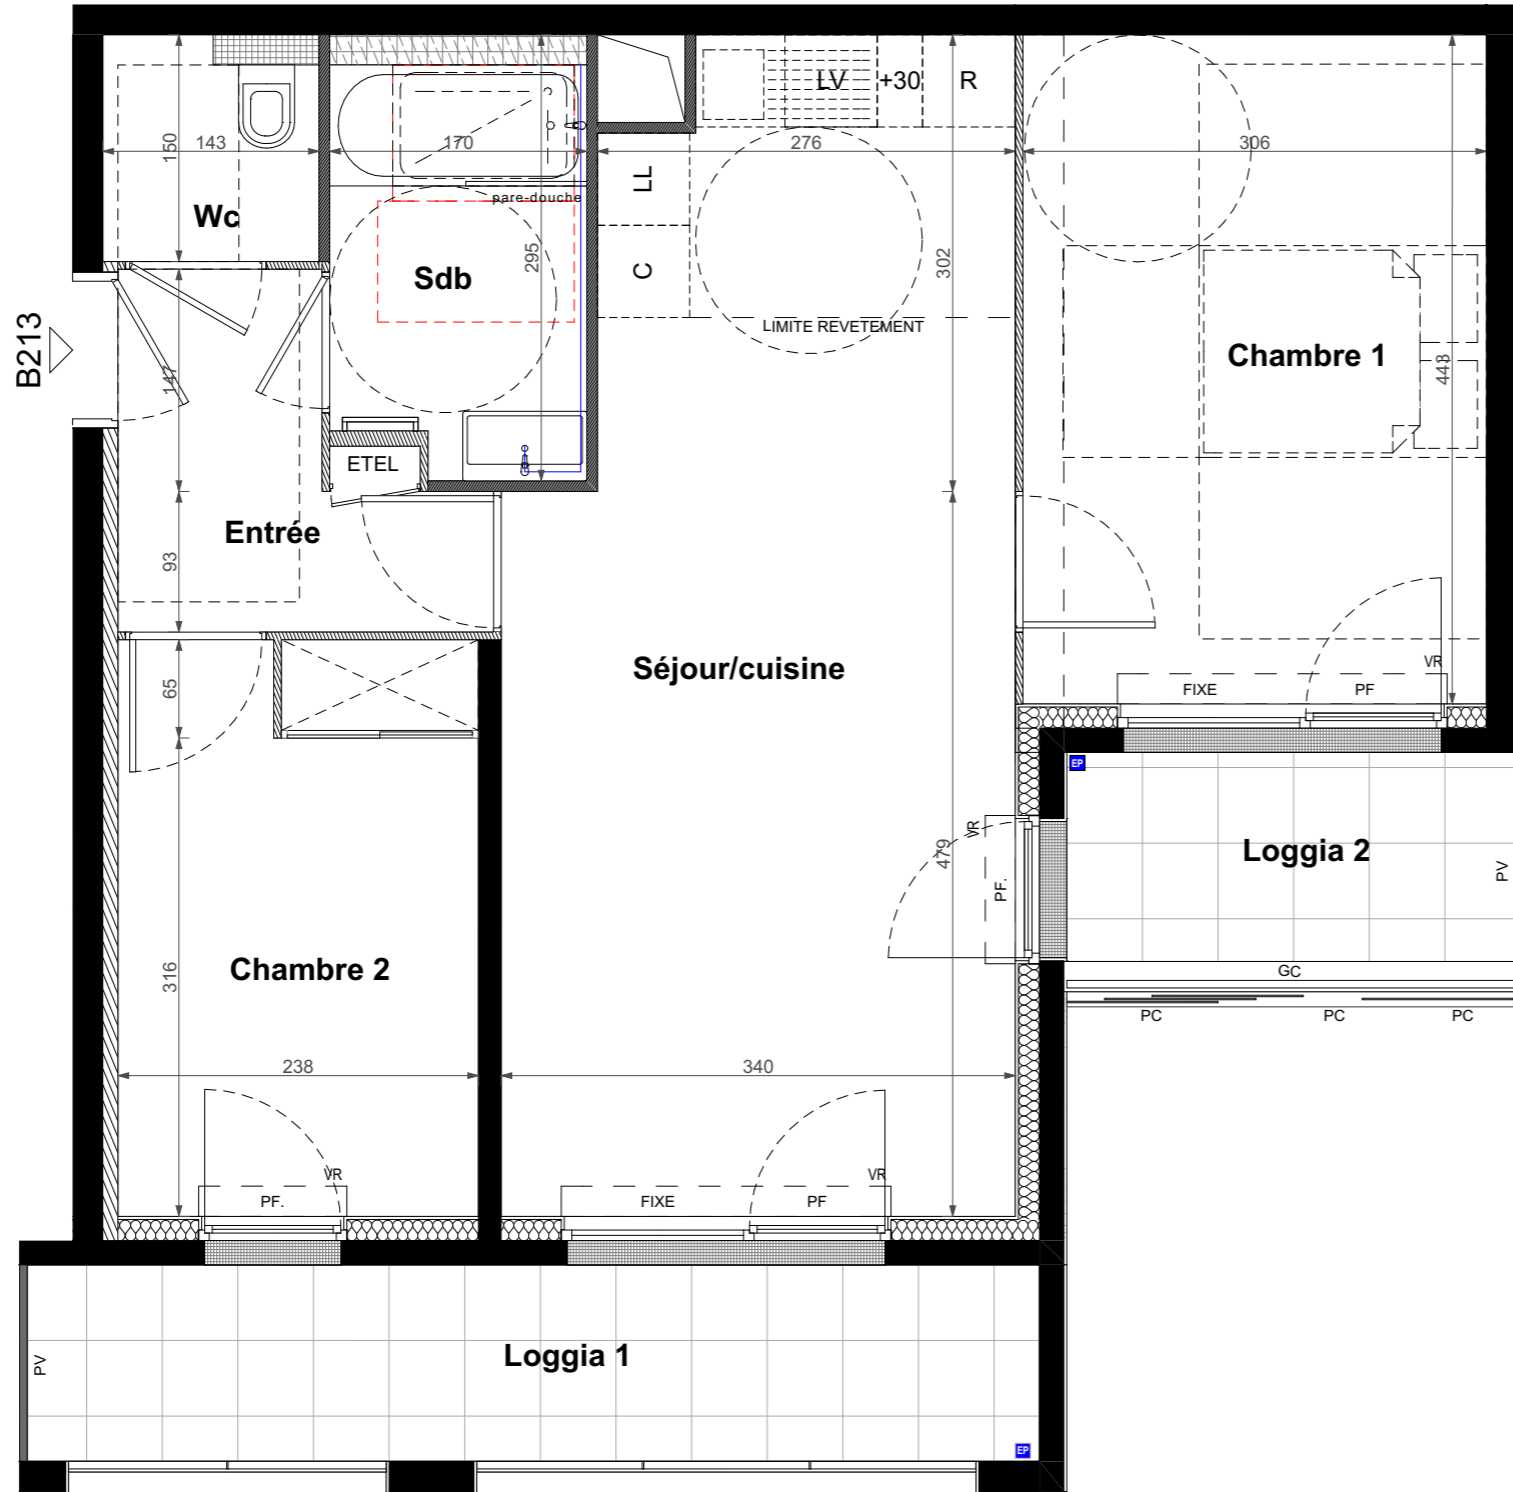 LV
+30
R
150
143
170
276
306
pare-douche
LL
Wc
295
Sdb
C
302
LIMITE REVETEMENT
B213
147
Chambre 1
443
ETEL
Entrée
93
Séjour/cuisine
65
VR
FIXE
PF
EP
VR
479
Loggia 2
PV
PF.
Chambre 2
316
GC
PC
PC
PC
238
340
VR
PF.
VR
FIXE
PF
Loggia 1
PV
EP